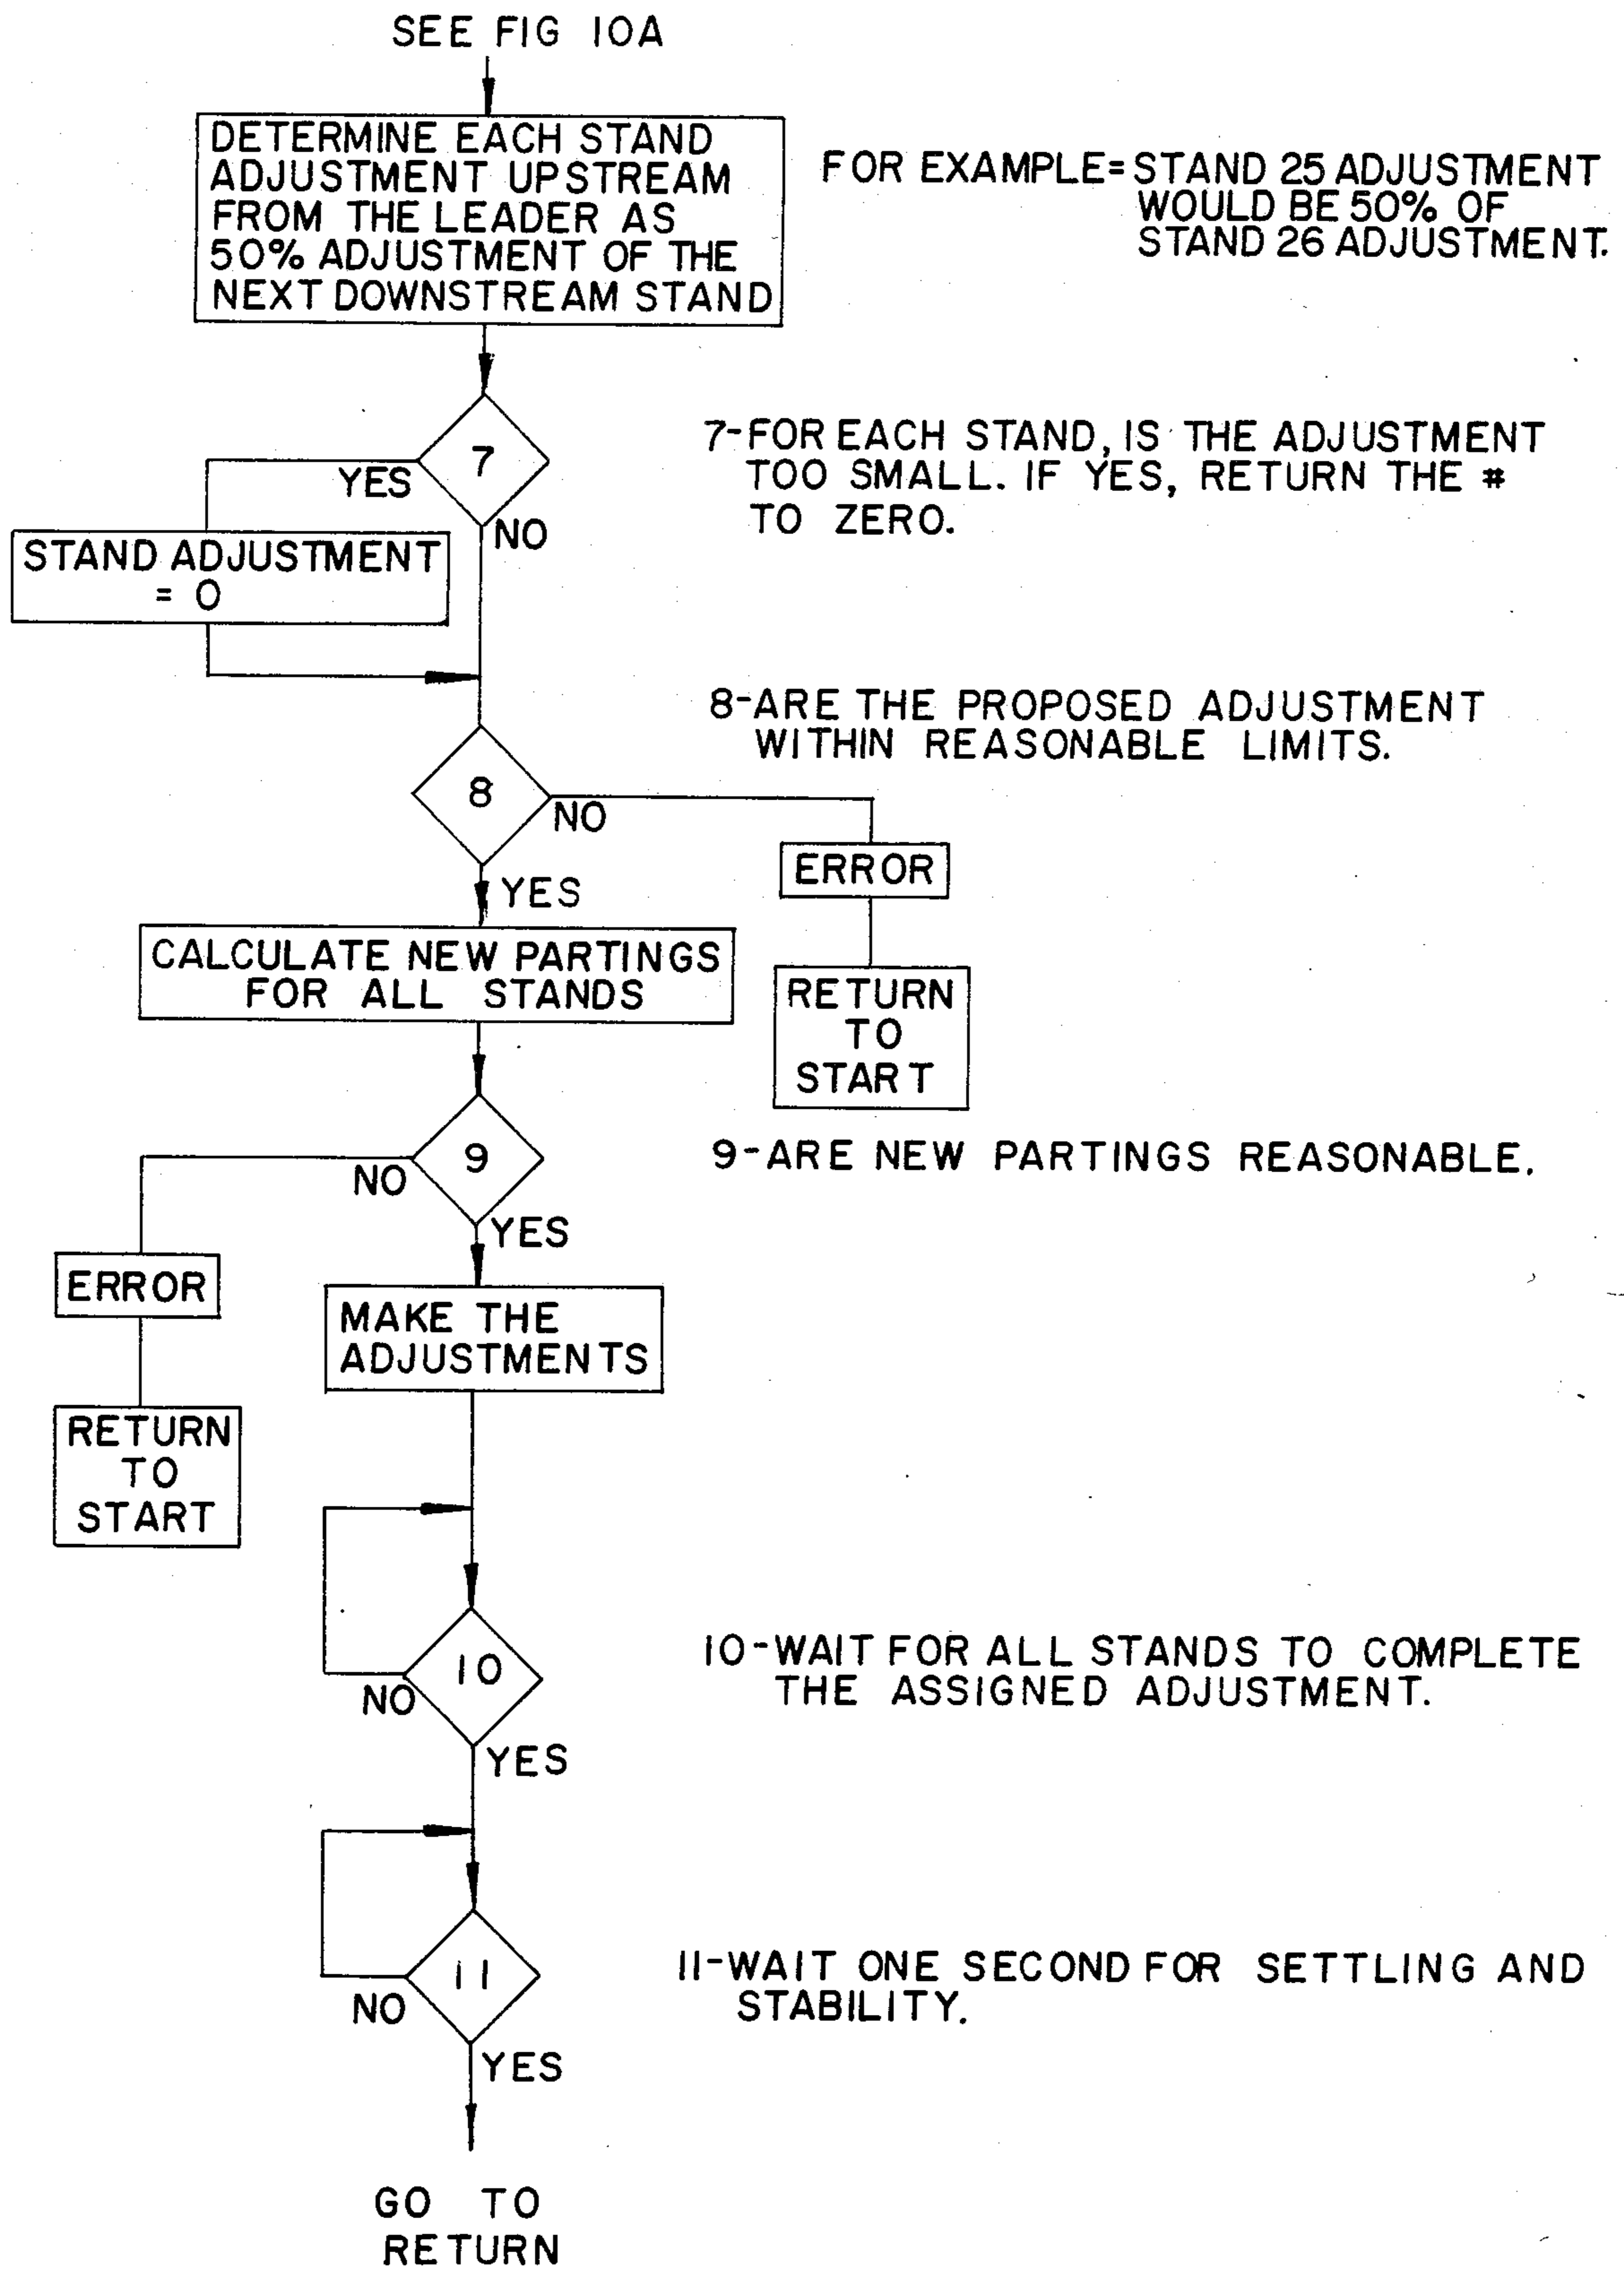 SEE FIG 10A
DETERMINE EACH STAND
ADJUSTMENT UPSTREAM
FROM THE LEADER AS
50% ADJUSTMENT OF THE
NEXT DOWNSTREAM STAND
FOR EXAMPLE= STAND 25 ADJUSTMENT
WOULD BE 50% OF
STAND 26 ADJUSTMENT.
7
YES
NO
7-FOR EACH STAND, IS THE ADJUSTMENT
TOO SMALL. IF YES, RETURN THE #
TO ZERO.
STAND ADJUSTMENT
= 0
8-ARE THE PROPOSED ADJUSTMENT
WITHIN REASONABLE LIMITS.
8
NO
YES
ERROR
RETURN
TO
START
CALCULATE NEW PARTINGS
FOR ALL STANDS
9
NO
YES
9-ARE NEW PARTINGS REASONABLE.
ERROR
RETURN
TO
START
MAKE THE
ADJUSTMENTS
10
NO
YES
10-WAIT FOR ALL STANDS TO COMPLETE
THE ASSIGNED ADJUSTMENT.
11
NO
YES
11-WAIT ONE SECOND FOR SETTLING AND
STABILITY.
GO TO
RETURN